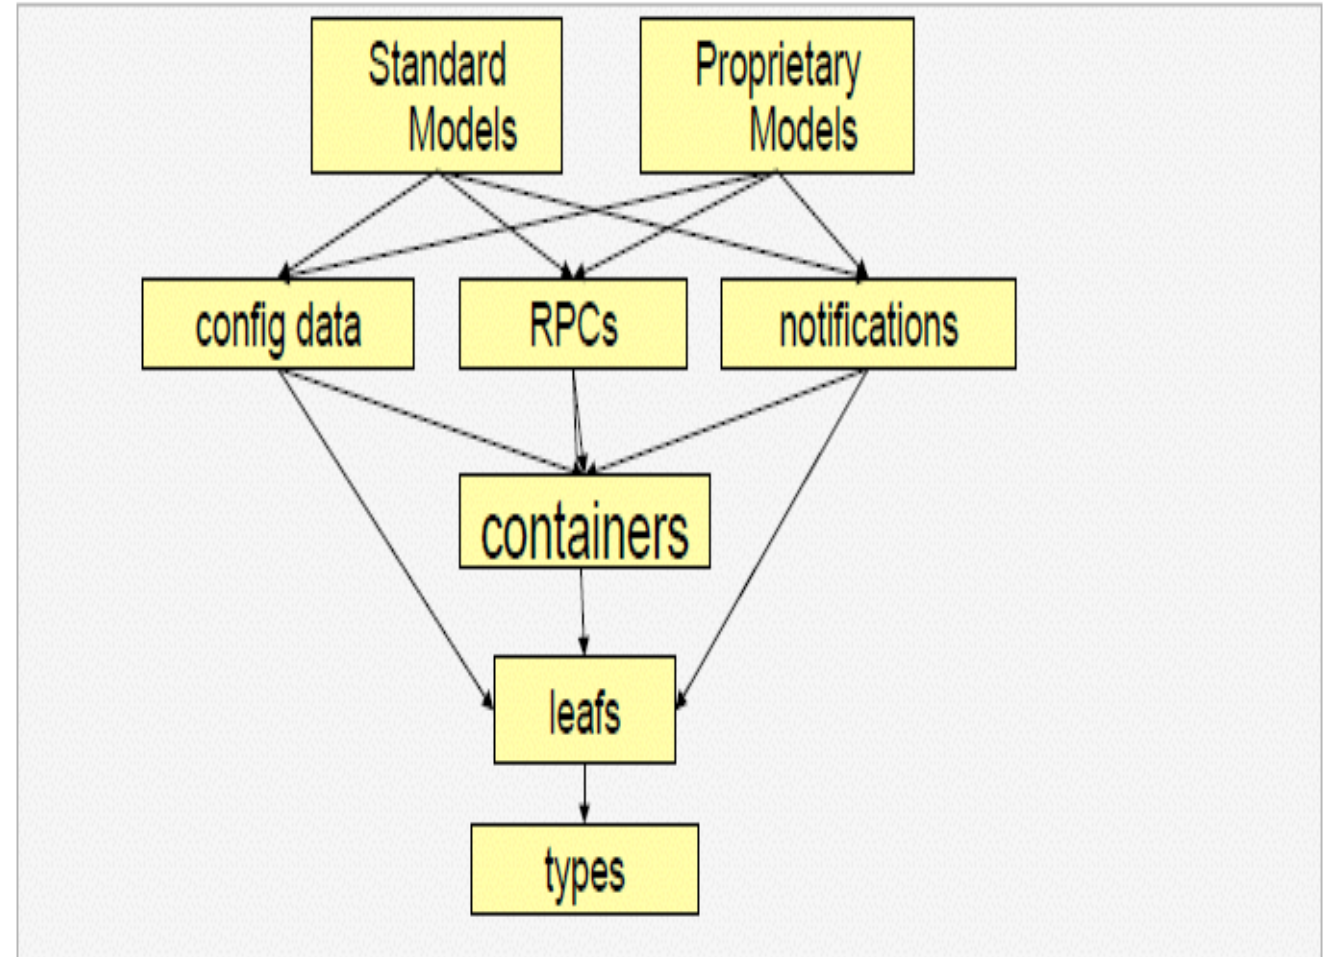 Standard
Models
Proprietary
Models
config data
RPCs
notifications
containers
leafs
types